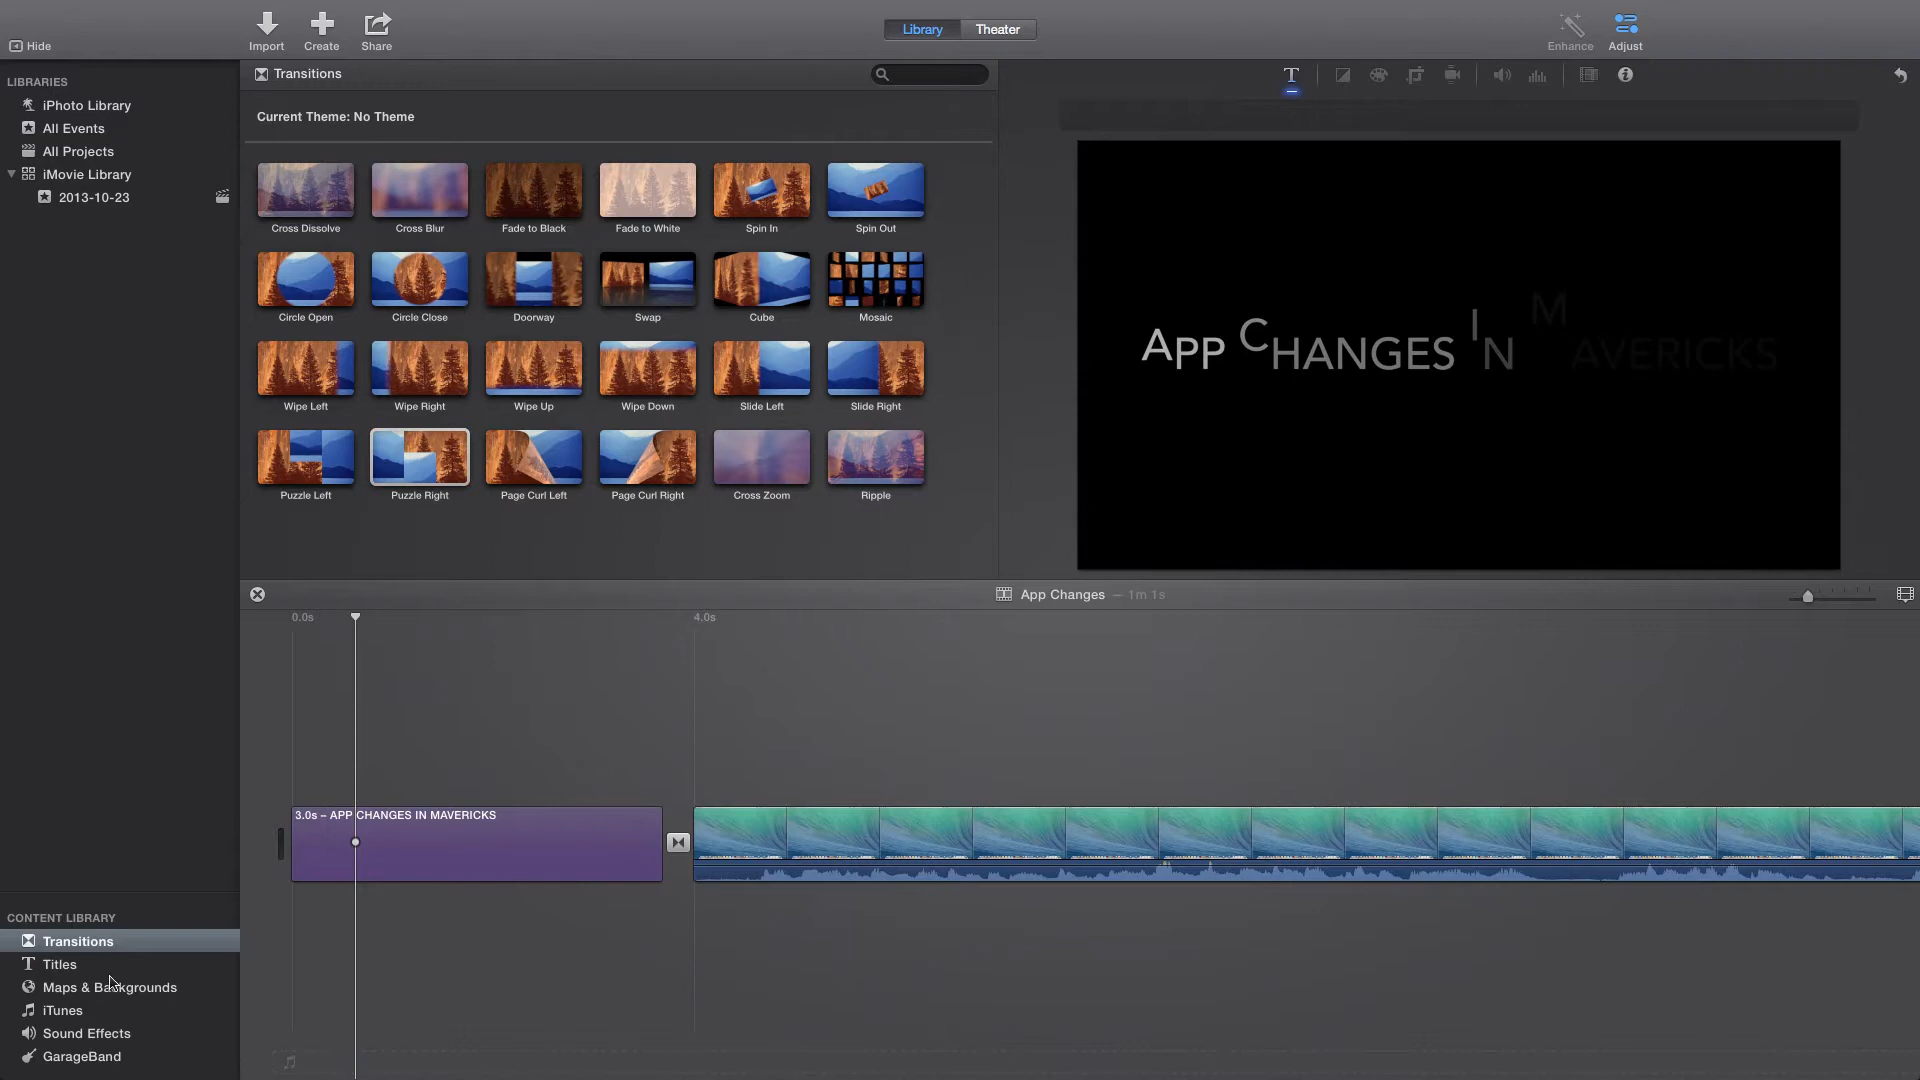 Hide
Import
Create
Share
Library
Theater
Enhance
Adjust
LIBRARIES
iPhoto Library
All Events
All Projects
iMovie Library
2013-10-23
Transitions
Current Theme: No Theme
Cross Dissolve
Cross Blur
Fade to Black
Fade to White
Spin In
Spin Out
Circle Open
Circle Close
Doorway
Swap
Cube
Mosaic
Wipe Left
Wipe Right
Wipe Up
Wipe Down
Slide Left
Slide Right
Puzzle Left
Puzzle Right
Page Curl Left
Page Curl Right
Cross Zoom
Ripple
APP CHANGES IN MAVERICKS
App Changes — 1m 1s
0.0s
4.0s
3.0s – APP CHANGES IN MAVERICKS
CONTENT LIBRARY
Transitions
Titles
Maps & Backgrounds
iTunes
Sound Effects
GarageBand